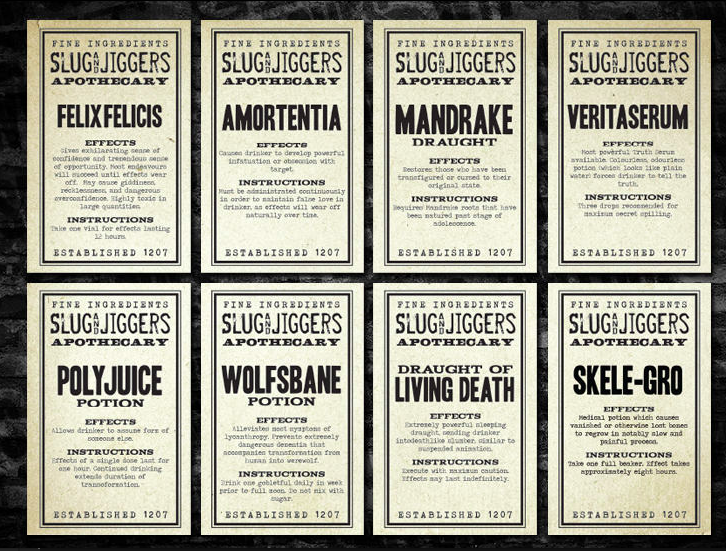 FINE INGREDIENTS
SLUG AND JIGGERS
APOTHECARY
FELIX FELICIS
EFFECTS
Gives exhilarating sense of
confidence and tremendous sense
of opportunity. Most endeavours
will succeed until effects wear
off. May cause giddiness,
recklessness, and dangerous
overconfidence. Highly toxic in
large quantities
INSTRUCTIONS
Take one vial for effects lasting
12 hours.
ESTABLISHED 1207
FINE INGREDIENTS
SLUG AND JIGGERS
APOTHECARY
AMORTENTIA
EFFECTS
Causes drinker to develop powerful
infatuation or obsession with
target.
INSTRUCTIONS
Must be administrated continuously
in order to maintain false love in
drinker, as effects will wear off
naturally over time.
ESTABLISHED 1207
FINE INGREDIENTS
SLUG AND JIGGERS
APOTHECARY
MANDRAKE
DRAUGHT
EFFECTS
Restores those who have been
transfigured or cursed to their
original state.
INSTRUCTIONS
Requires Mandrake roots that have
been matured past stage of
adolescence.
ESTABLISHED 1207
FINE INGREDIENTS
SLUG AND JIGGERS
APOTHECARY
VERITASERUM
EFFECTS
Most powerful Truth Serum
available. Colourless, odourless
potion (which looks like plain
water) forces drinker to tell the
truth.
INSTRUCTIONS
Three drops recommended for
maximum secret spilling.
ESTABLISHED 1207
FINE INGREDIENTS
SLUG AND JIGGERS
APOTHECARY
POLYJUICE
POTION
EFFECTS
Allows drinker to assume form of
someone else.
INSTRUCTIONS
Effects of a single dose last for
one hour. Continued drinking
extends duration of
transformation.
ESTABLISHED 1207
FINE INGREDIENTS
SLUG AND JIGGERS
APOTHECARY
WOLFSBANE
POTION
EFFECTS
Alleviates most symptoms of
lycanthropy. Prevents extremely
dangerous dementia that
accompanies transformation from
human into werewolf.
INSTRUCTIONS
Drink one gobletful daily in week
prior to full moon. Do not mix with
sugar.
ESTABLISHED 1207
FINE INGREDIENTS
SLUG AND JIGGERS
APOTHECARY
DRAUGHT OF
LIVING DEATH
EFFECTS
Extremely powerful sleeping
draught, sending drinker
intodeathlike slumber, similar to
suspended animation.
INSTRUCTIONS
Execute with maximum caution.
Effects may last indefinitely.
ESTABLISHED 1207
FINE INGREDIENTS
SLUG AND JIGGERS
APOTHECARY
SKELE-GRO
EFFECTS
Medical potion which causes
vanished or otherwise lost bones
to regrow in notably slow and
painful process.
INSTRUCTIONS
Take one full beaker. Effect takes
approximately eight hours.
ESTABLISHED 1207